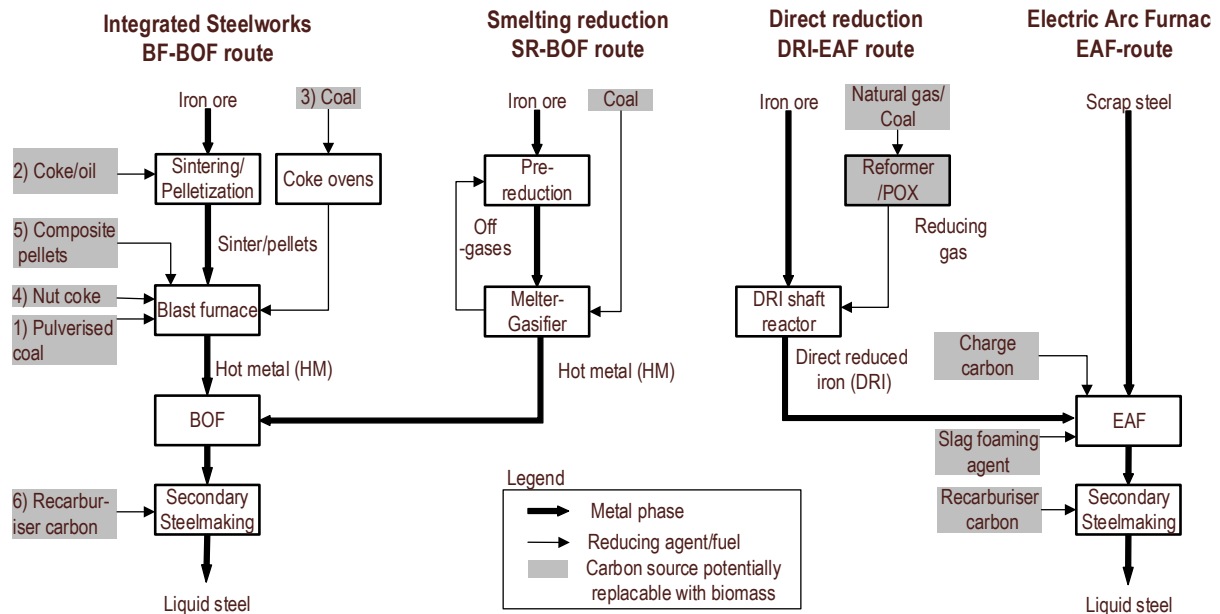 Integrated Steelworks
BF-BOF route
Smelting reduction
SR-BOF route
Direct reduction
DRI-EAF route
Electric Arc Furnac
EAF-route
Iron ore
3) Coal
Iron ore
Coal
Iron ore
Natural gas/
Coal
Scrap steel
2) Coke/oil
Sintering/
Pelletization
Coke ovens
Pre-
reduction
Reformer
/POX
5) Composite
pellets
Sinter/pellets
Off
-gases
Reducing
gas
4) Nut coke
1) Pulverised
coal
Blast furnace
Melter-
Gasifier
DRI shaft
reactor
Hot metal (HM)
Hot metal (HM)
Direct reduced
iron (DRI)
Charge
carbon
BOF
EAF
Slag foaming
agent
6) Recarbur-
iser carbon
Secondary
Steelmaking
Recarburiser
carbon
Secondary
Steelmaking
Legend
Metal phase
Reducing agent/fuel
Carbon source potentially
replacable with biomass
Liquid steel
Liquid steel